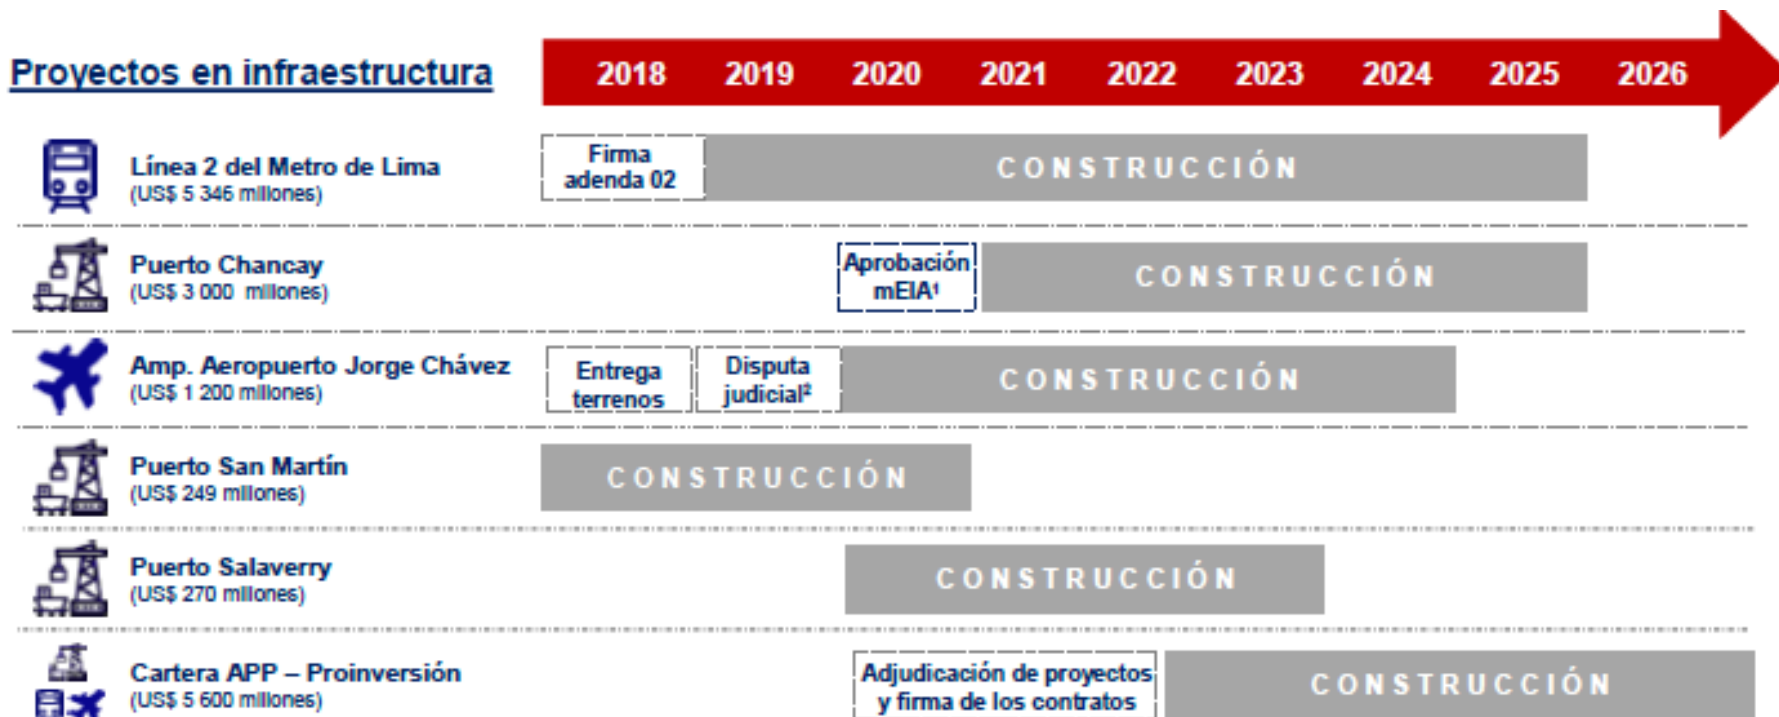 Proyectos en infraestructura
2018 2019 2020 2021 2022 2023 2024 2025 2026
Línea 2 del Metro de Lima
(US$ 5 346 millones)
Firma
adenda 02
CONSTRUCCIÓN
Puerto Chancay
(US$ 3 000 millones)
Aprobación
mEIA¹
CONSTRUCCIÓN
Amp. Aeropuerto Jorge Chávez
(US$ 1 200 millones)
Entrega
terrenos
Disputa
judicial²
CONSTRUCCIÓN
Puerto San Martín
(US$ 249 millones)
CONSTRUCCIÓN
Puerto Salaverry
(US$ 270 millones)
CONSTRUCCIÓN
Cartera APP – Proinversión
(US$ 5 600 millones)
Adjudicación de proyectos
y firma de los contratos
CONSTRUCCIÓN